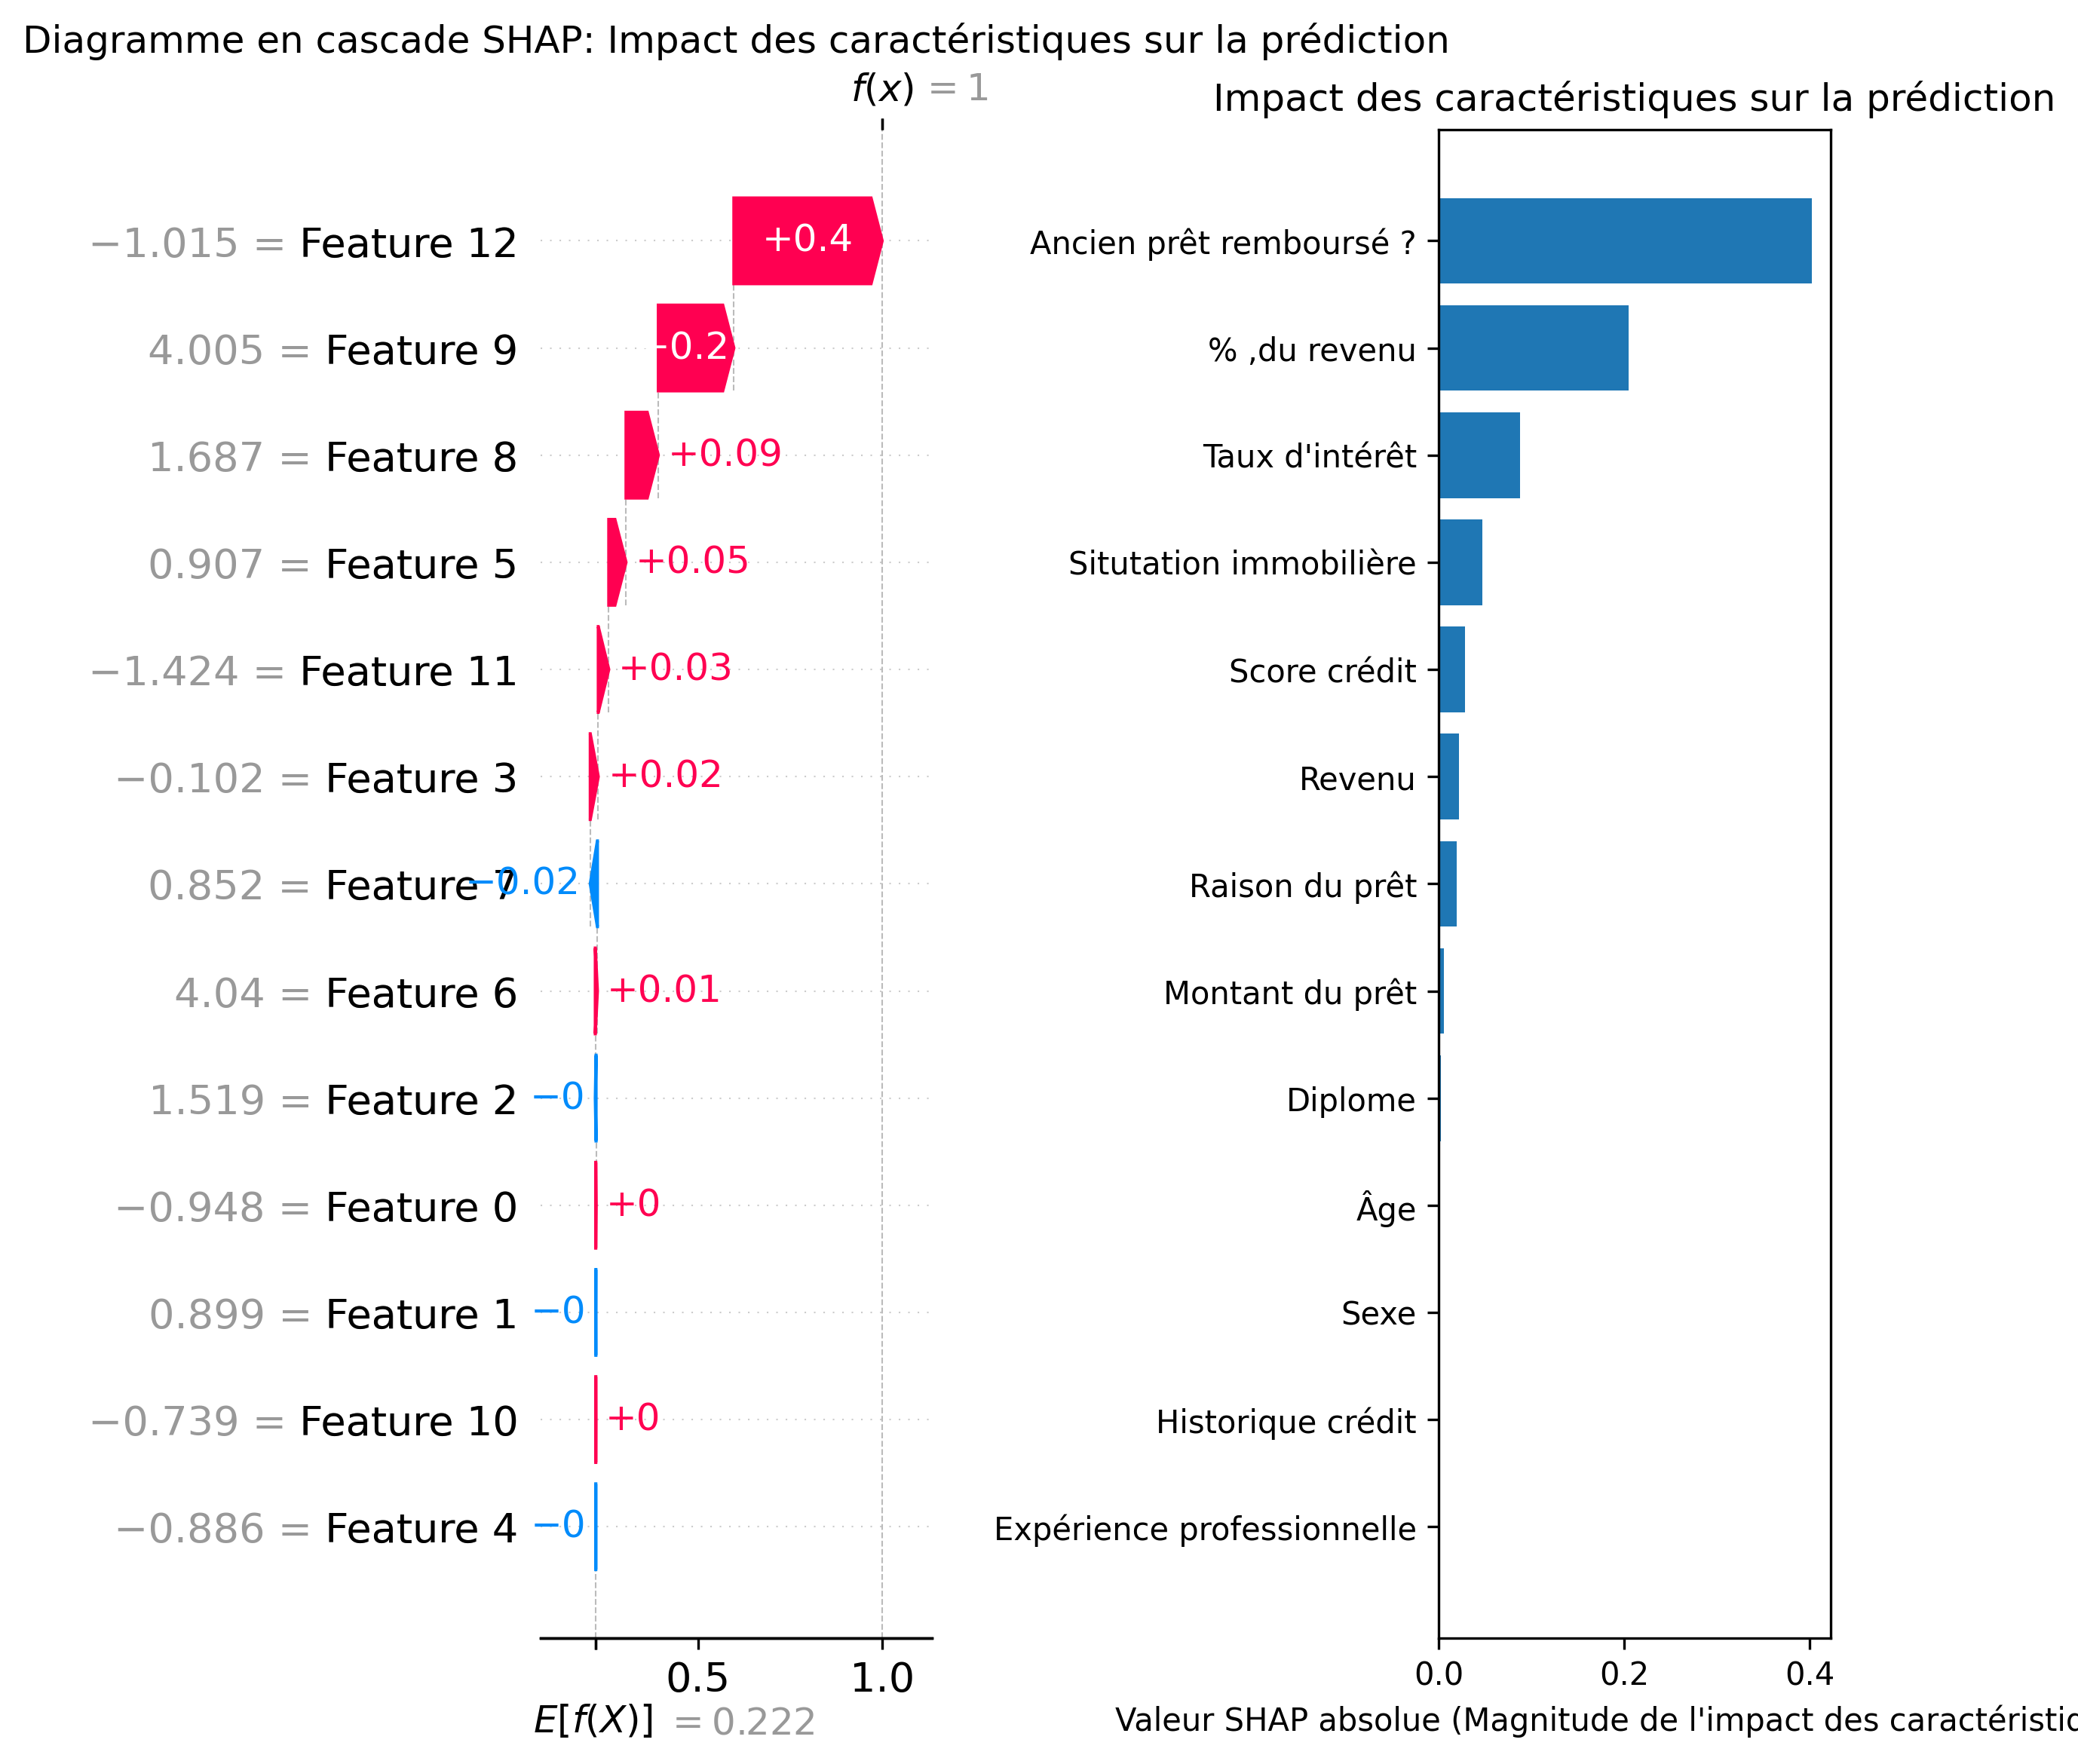 Diagramme en cascade SHAP: Impact des caractéristiques sur la prédiction
f(x) = 1
−1.015 = Feature 12 +0.4
4.005 = Feature 9 +0.2
1.687 = Feature 8 +0.09
0.907 = Feature 5 +0.05
−1.424 = Feature 11 +0.03
−0.102 = Feature 3 +0.02
0.852 = Feature 7 −0.02
4.04 = Feature 6 +0.01
1.519 = Feature 2 −0
−0.948 = Feature 0 +0
0.899 = Feature 1 −0
−0.739 = Feature 10 +0
−0.886 = Feature 4 −0
0.5 1.0
E[f(X)] = 0.222
Impact des caractéristiques sur la prédiction
Ancien prêt remboursé ?
% ,du revenu
Taux d'intérêt
Situtation immobilière
Score crédit
Revenu
Raison du prêt
Montant du prêt
Diplome
Âge
Sexe
Historique crédit
Expérience professionnelle
0.0 0.2 0.4
Valeur SHAP absolue (Magnitude de l'impact des caractéristiq